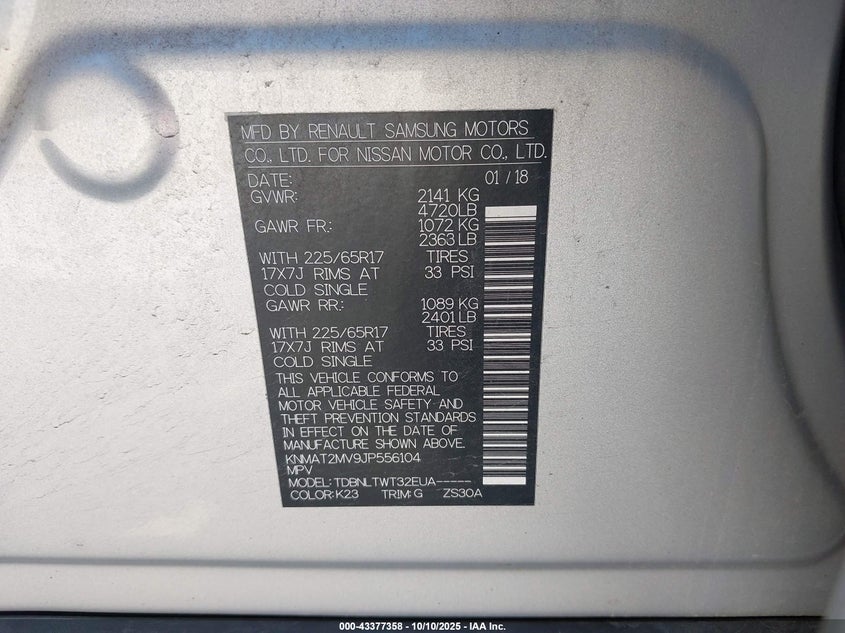 MFD BY RENAULT SAMSUNG MOTORS
CO., LTD. FOR NISSAN MOTOR CO., LTD.
DATE: 01 / 18
GVWR: 2141 KG
4720LB
GAWR FR: 1072 KG
2363LB
WITH 225/65R17 TIRES
17X7J RIMS AT 33 PSI
COLD SINGLE
GAWR RR: 1089 KG
2401LB
WITH 225/65R17 TIRES
17X7J RIMS AT 33 PSI
COLD SINGLE
THIS VEHICLE CONFORMS TO
ALL APPLICABLE FEDERAL
MOTOR VEHICLE SAFETY AND
THEFT PREVENTION STANDARDS
IN EFFECT ON THE DATE OF
MANUFACTURE SHOWN ABOVE.
KNMAT2MV9JP556104
MPV
MODEL: TDBNLTWT32EUA-----
COLOR: K23 TRIM: G ZS30A
000-43377358 - 10/10/2025 - IAA Inc.